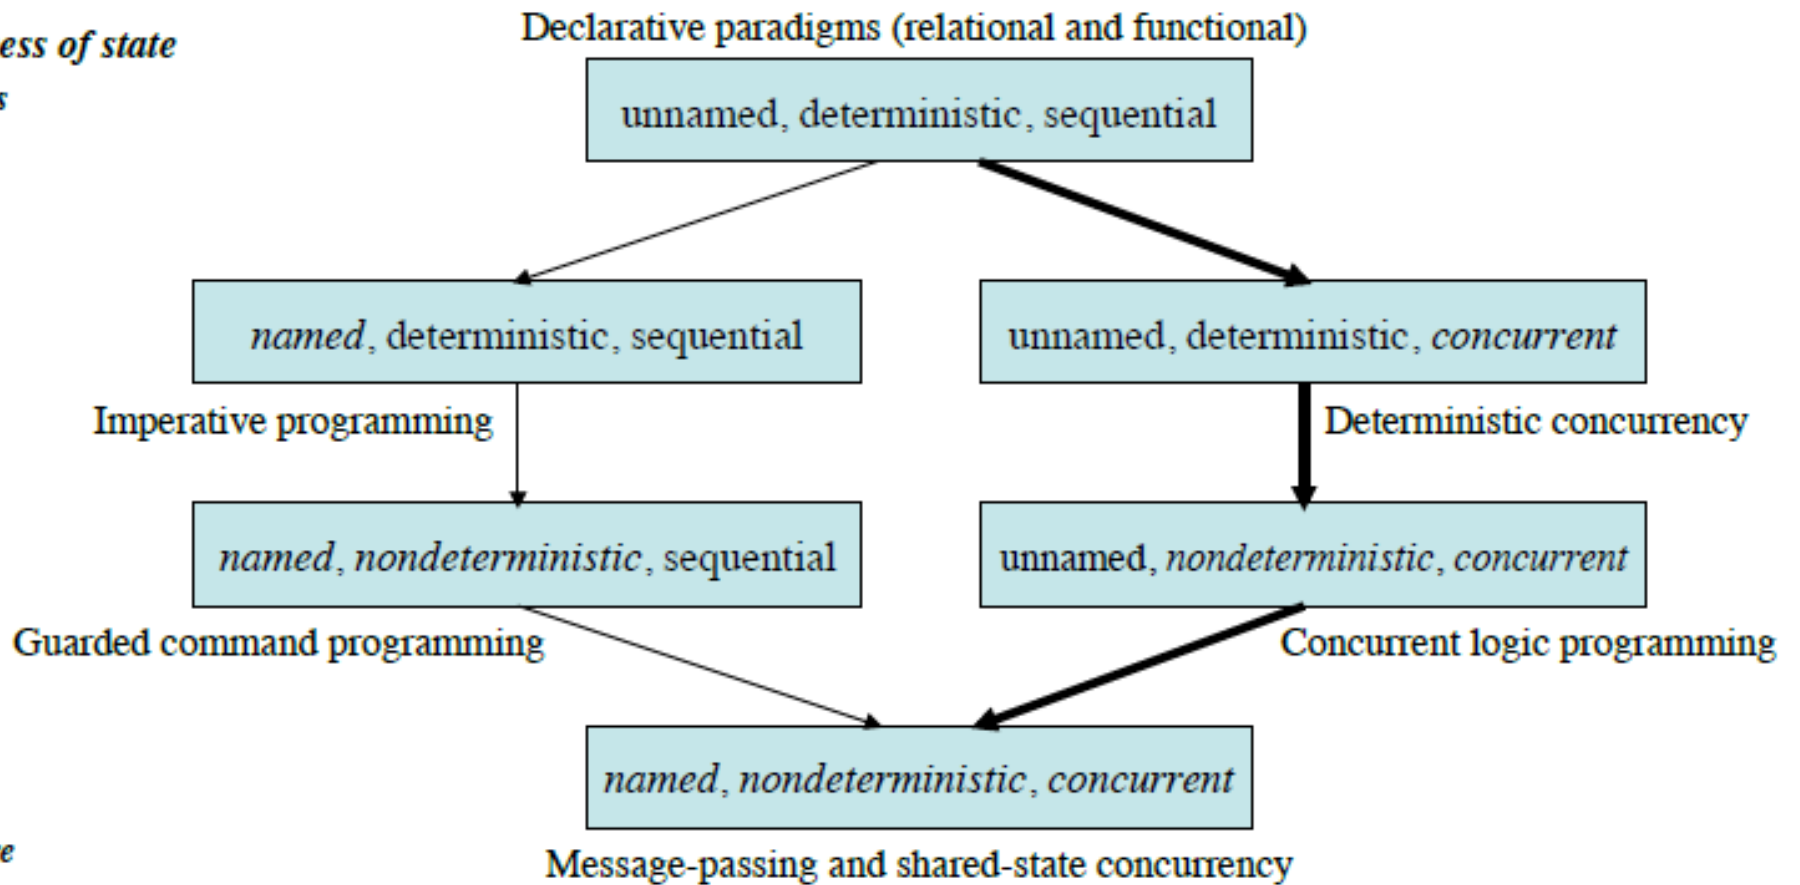 Declarative paradigms (relational and functional)
ess of state
s
unnamed, deterministic, sequential
named, deterministic, sequential
unnamed, deterministic, concurrent
Imperative programming
Deterministic concurrency
named, nondeterministic, sequential
unnamed, nondeterministic, concurrent
Guarded command programming
Concurrent logic programming
named, nondeterministic, concurrent
e
Message-passing and shared-state concurrency